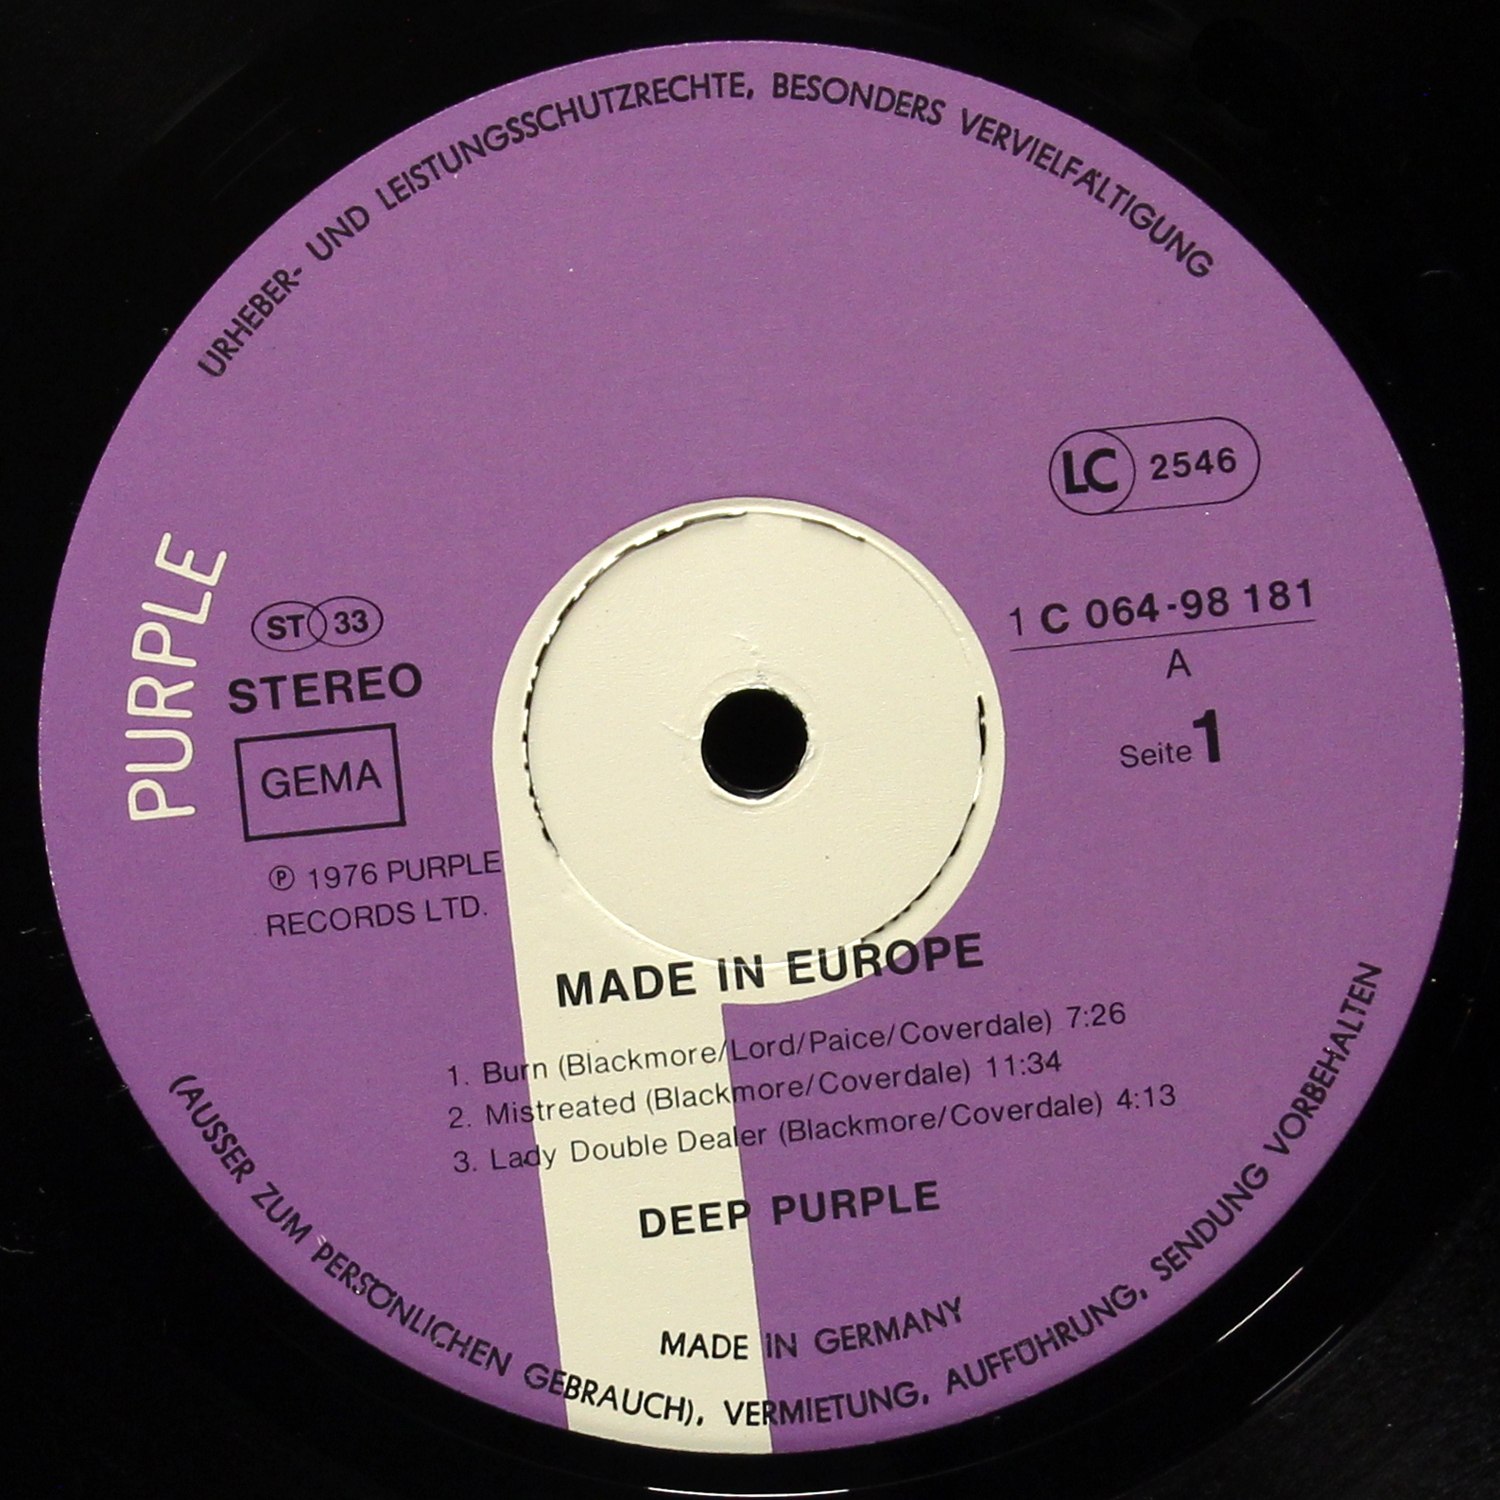 URHEBER- UND LEISTUNGSSCHUTZRECHTE, BESONDERS VERVIELFÄLTIGUNG
LC 2546
PURPLE
ST 33
STEREO
GEMA
Ⓟ 1976 PURPLE
RECORDS LTD.
1 C 064-98 181
A
Seite 1
MADE IN EUROPE
1. Burn (Blackmore/Lord/Paice/Coverdale) 7:26
2. Mistreated (Blackmore/Coverdale) 11:34
3. Lady Double Dealer (Blackmore/Coverdale) 4:13
DEEP PURPLE
MADE IN GERMANY
(AUSSER ZUM PERSÖNLICHEN GEBRAUCH), VERMIETUNG, AUFFÜHRUNG, SENDUNG VORBEHALTEN